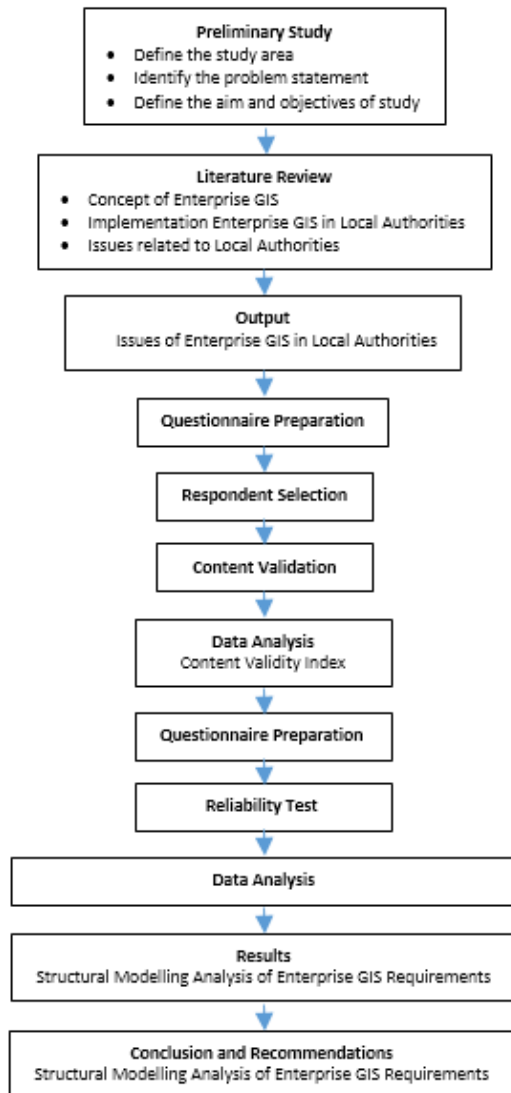 Preliminary Study
• Define the study area
• Identify the problem statement
• Define the aim and objectives of study
Literature Review
• Concept of Enterprise GIS
• Implementation Enterprise GIS in Local Authorities
• Issues related to Local Authorities
Output
Issues of Enterprise GIS in Local Authorities
Questionnaire Preparation
Respondent Selection
Content Validation
Data Analysis
Content Validity Index
Questionnaire Preparation
Reliability Test
Data Analysis
Results
Structural Modelling Analysis of Enterprise GIS Requirements
Conclusion and Recommendations
Structural Modelling Analysis of Enterprise GIS Requirements